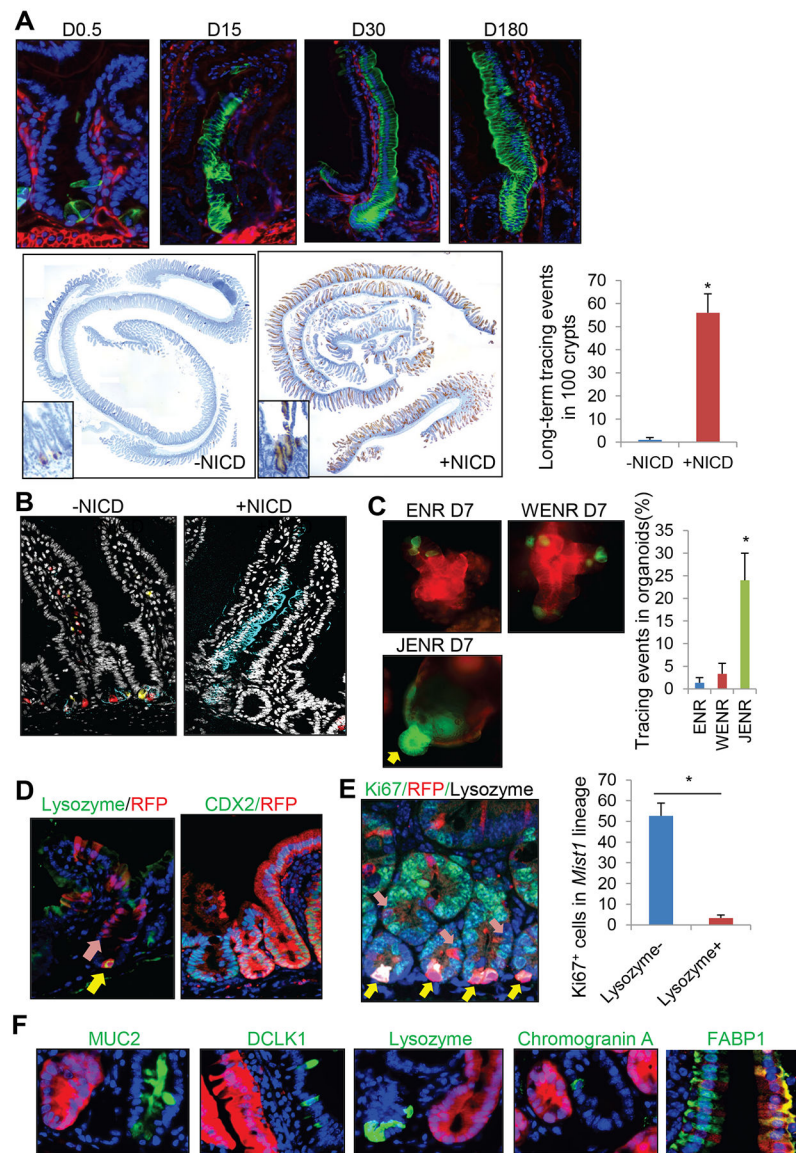 A
D0.5 D15 D30 D180
-NICD
+NICD
Long-term tracing events
in 100 crypts
70
60
50
40
30
20
10
0
*
-NICD +NICD
B
-NICD +NICD
C
ENR D7 WENR D7
JENR D7
Tracing events in organoids(%)
35
30
25
20
15
10
5
0
*
ENR
WENR
JENR
D
Lysozyme/RFP CDX2/RFP
E
Ki67/RFP/Lysozyme
Ki67+ cells in Mist1 lineage
70
60
50
40
30
20
10
0
*
Lysozyme-
Lysozyme+
F
MUC2 DCLK1 Lysozyme Chromogranin A FABP1